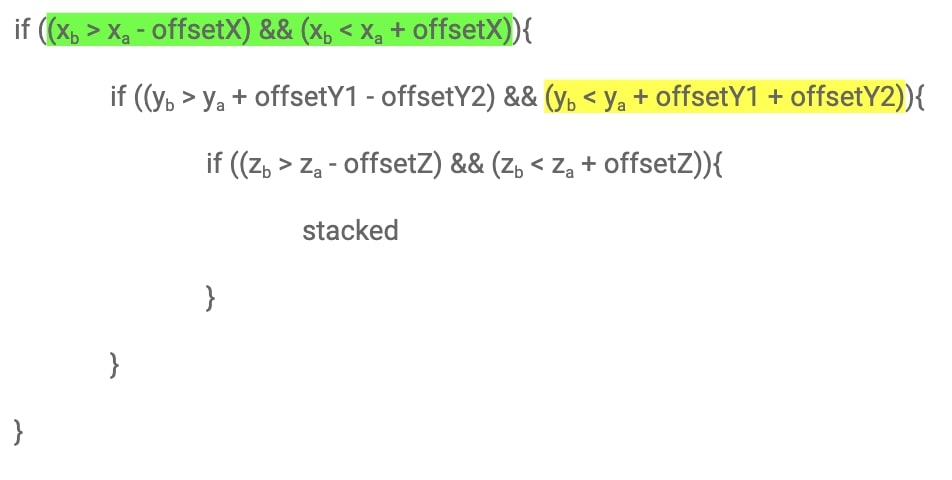 if ((x_b > x_a - offsetX) && (x_b < x_a + offsetX)){
if ((y_b > y_a + offsetY1 - offsetY2) && (y_b < y_a + offsetY1 + offsetY2)){
if ((z_b > z_a - offsetZ) && (z_b < z_a + offsetZ)){
stacked
}
}
}